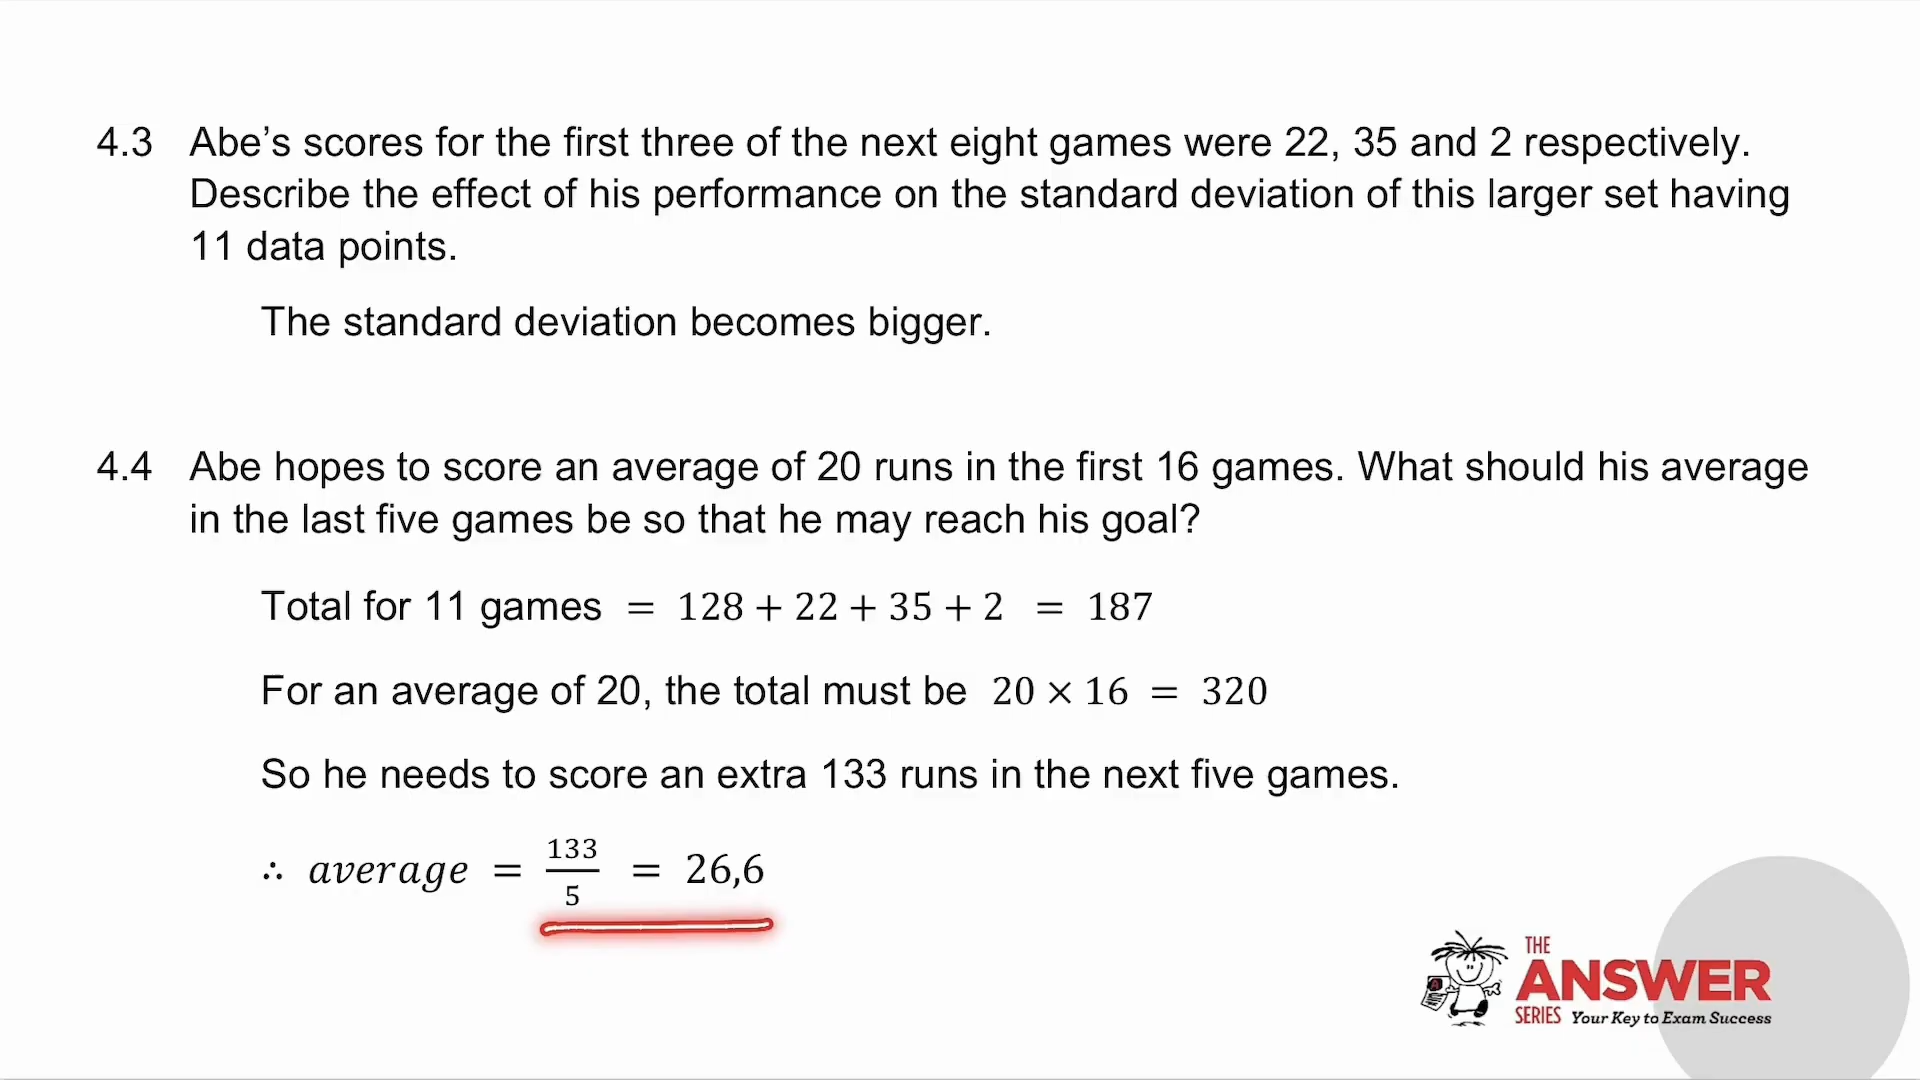 4.3 Abe’s scores for the first three of the next eight games were 22, 35 and 2 respectively.
Describe the effect of his performance on the standard deviation of this larger set having
11 data points.
The standard deviation becomes bigger.
4.4 Abe hopes to score an average of 20 runs in the first 16 games. What should his average
in the last five games be so that he may reach his goal?
Total for 11 games = 128 + 22 + 35 + 2 = 187
For an average of 20, the total must be 20 × 16 = 320
So he needs to score an extra 133 runs in the next five games.
∴ average = 133/5 = 26,6
THE
ANSWER
SERIES Your Key to Exam Success